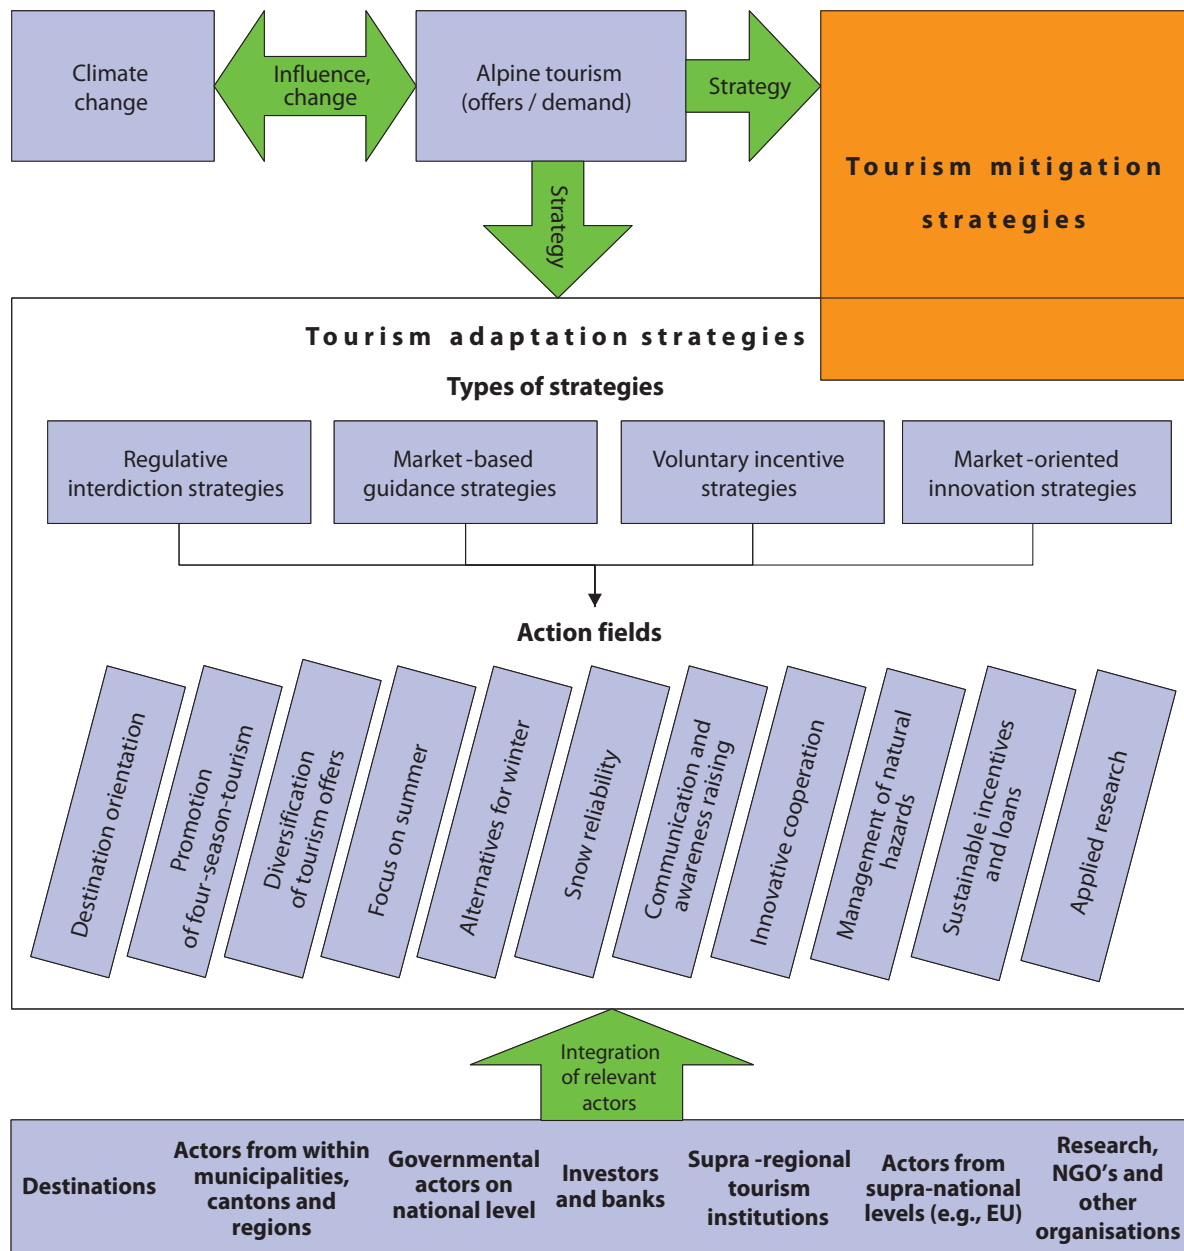 Climate
change
Influence,
change
Alpine tourism
(offers / demand)
Strategy
Tourism mitigation
strategies
Strategy
Tourism adaptation strategies
Types of strategies
Regulative
interdiction strategies
Market-based
guidance strategies
Voluntary incentive
strategies
Market-oriented
innovation strategies
Action fields
Destination orientation
Promotion
of four-season-tourism
Diversification
of tourism offers
Focus on summer
Alternatives for winter
Snow reliability
Communication and
awareness raising
Innovative cooperation
Management of natural
hazards
Sustainable incentives
and loans
Applied research
Integration
of relevant
actors
Destinations
Actors from within
municipalities,
cantons and
regions
Governmental
actors on
national level
Investors
and banks
Supra -regional
tourism
institutions
Actors from
supra-national
levels (e.g., EU)
Research,
NGO's and
other
organisations